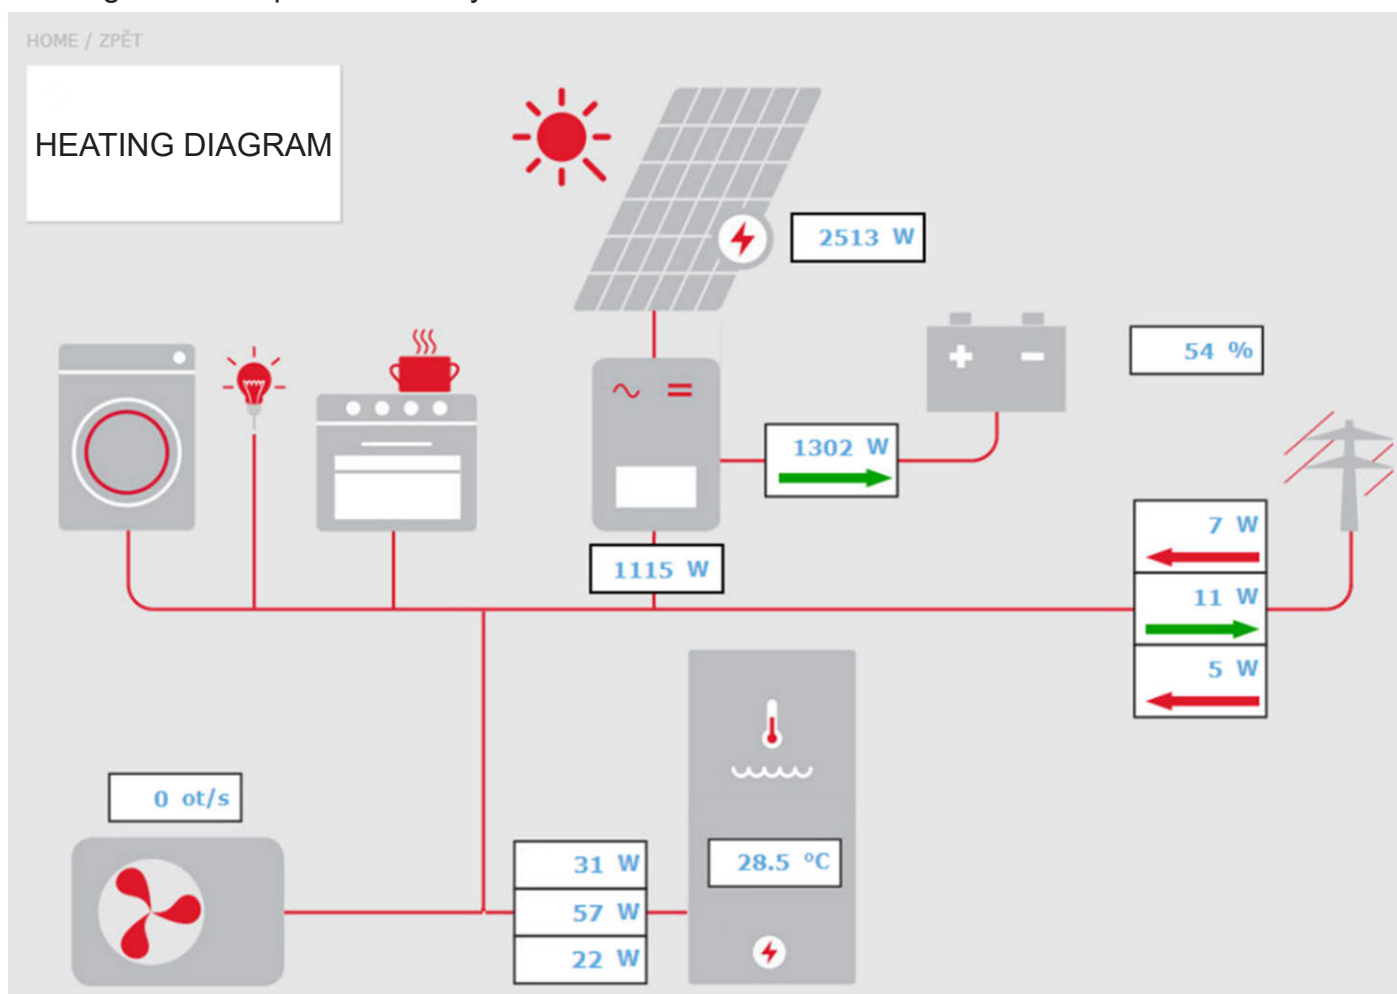 HOME / ZPĚT
HEATING DIAGRAM
2513 W
54 %
1302 W
7 W
1115 W
11 W
5 W
0 ot/s
28.5 °C
31 W
57 W
22 W